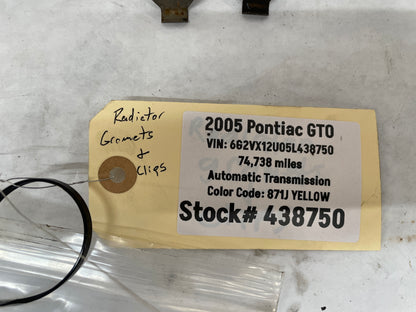 Radiator
Gromets
&
Clips
2005 Pontiac GTO
VIN: 6G2VX12U05L438750
74,738 miles
Automatic Transmission
Color Code: 871J YELLOW
Stock# 438750